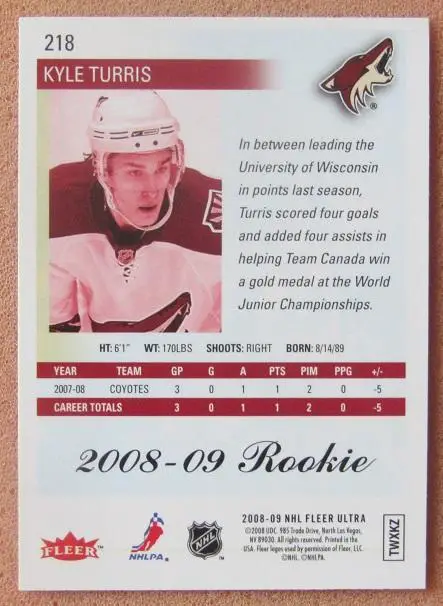 218
KYLE TURRIS
In between leading the
University of Wisconsin
in points last season,
Turris scored four goals
and added four assists in
helping Team Canada win
a gold medal at the World
Junior Championships.
HT: 6'1" WT: 170LBS SHOOTS: RIGHT BORN: 8/14/89
YEAR TEAM GP G A PTS PIM PPG +/-
2007-08 COYOTES 3 0 1 1 2 0 -5
CAREER TOTALS 3 0 1 1 2 0 -5
2008-09 Rookie
2008-09 NHL FLEER ULTRA
©2008 UDC. 985 Trade Drive, North Las Vegas,
NV 89030. All rights reserved. Printed in the
USA. Fleer logos used by permission of Fleer, LLC.
©NHL. ©NHLPA.
FLEER
NHLPA
NHL
TWXKZ